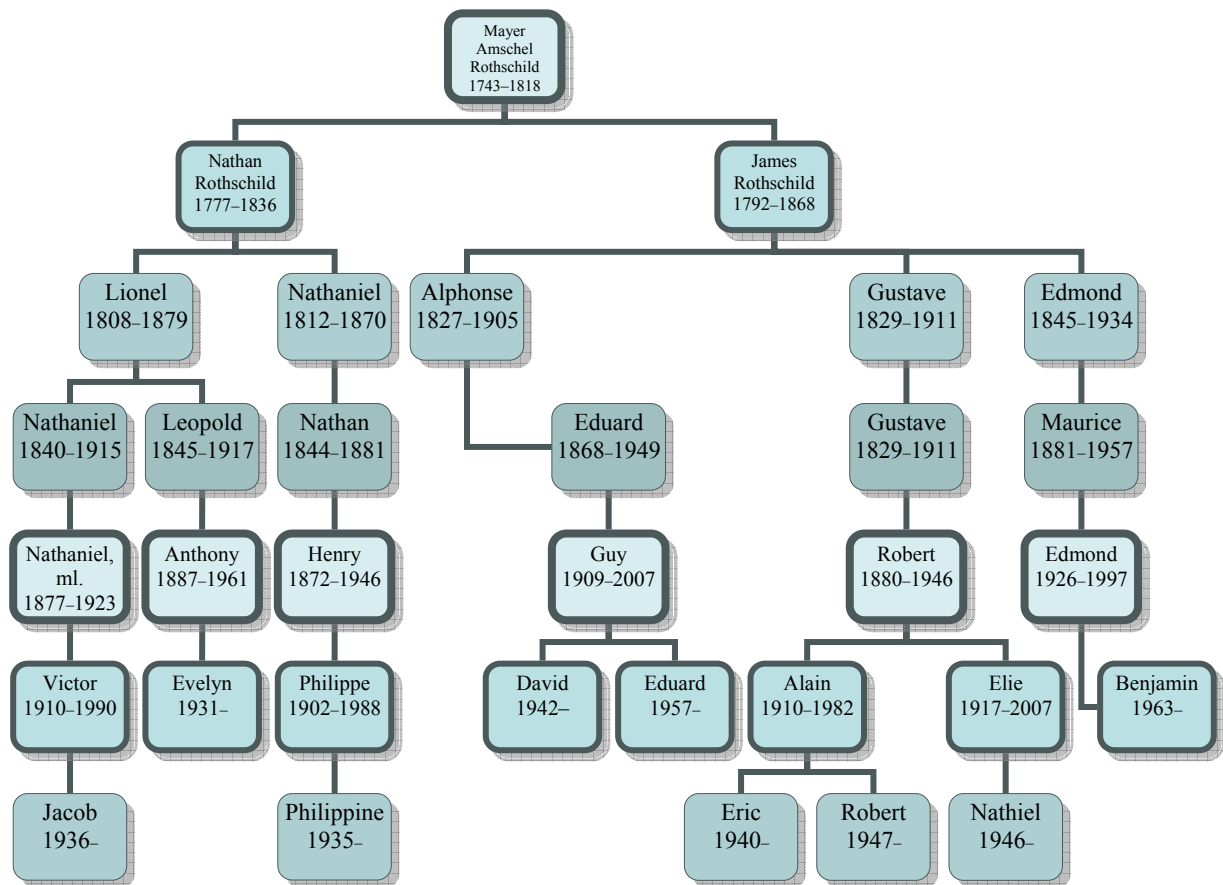 Mayer
Amschel
Rothschild
1743–1818
Nathan
Rothschild
1777–1836
James
Rothschild
1792–1868
Lionel
1808–1879
Nathaniel
1812–1870
Alphonse
1827–1905
Gustave
1829–1911
Edmond
1845–1934
Nathaniel
1840–1915
Leopold
1845–1917
Nathan
1844–1881
Eduard
1868–1949
Gustave
1829–1911
Maurice
1881–1957
Nathaniel,
ml.
1877–1923
Anthony
1887–1961
Henry
1872–1946
Guy
1909–2007
Robert
1880–1946
Edmond
1926–1997
Victor
1910–1990
Evelyn
1931–
Philippe
1902–1988
David
1942–
Eduard
1957–
Alain
1910–1982
Elie
1917–2007
Benjamin
1963–
Jacob
1936–
Philippine
1935–
Eric
1940–
Robert
1947–
Nathiel
1946–